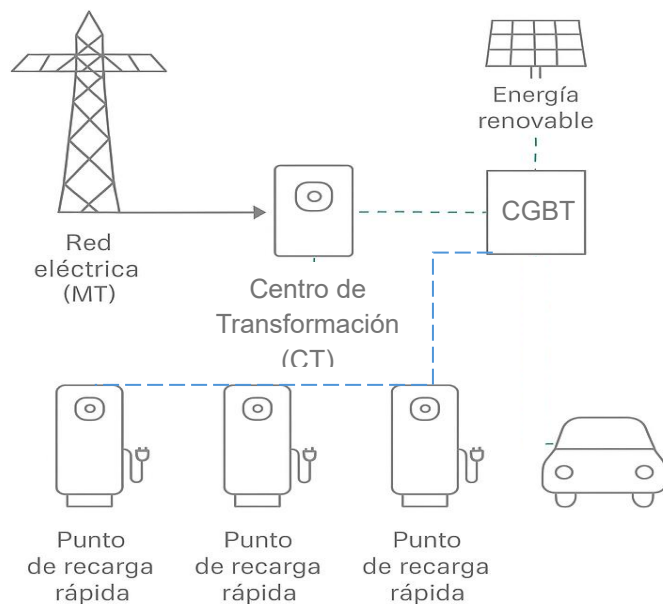 Energía
renovable
CGBT
Red
eléctrica
(MT)
Centro de
Transformación
(CT)
Punto
de recarga
rápida
Punto
de recarga
rápida
Punto
de recarga
rápida